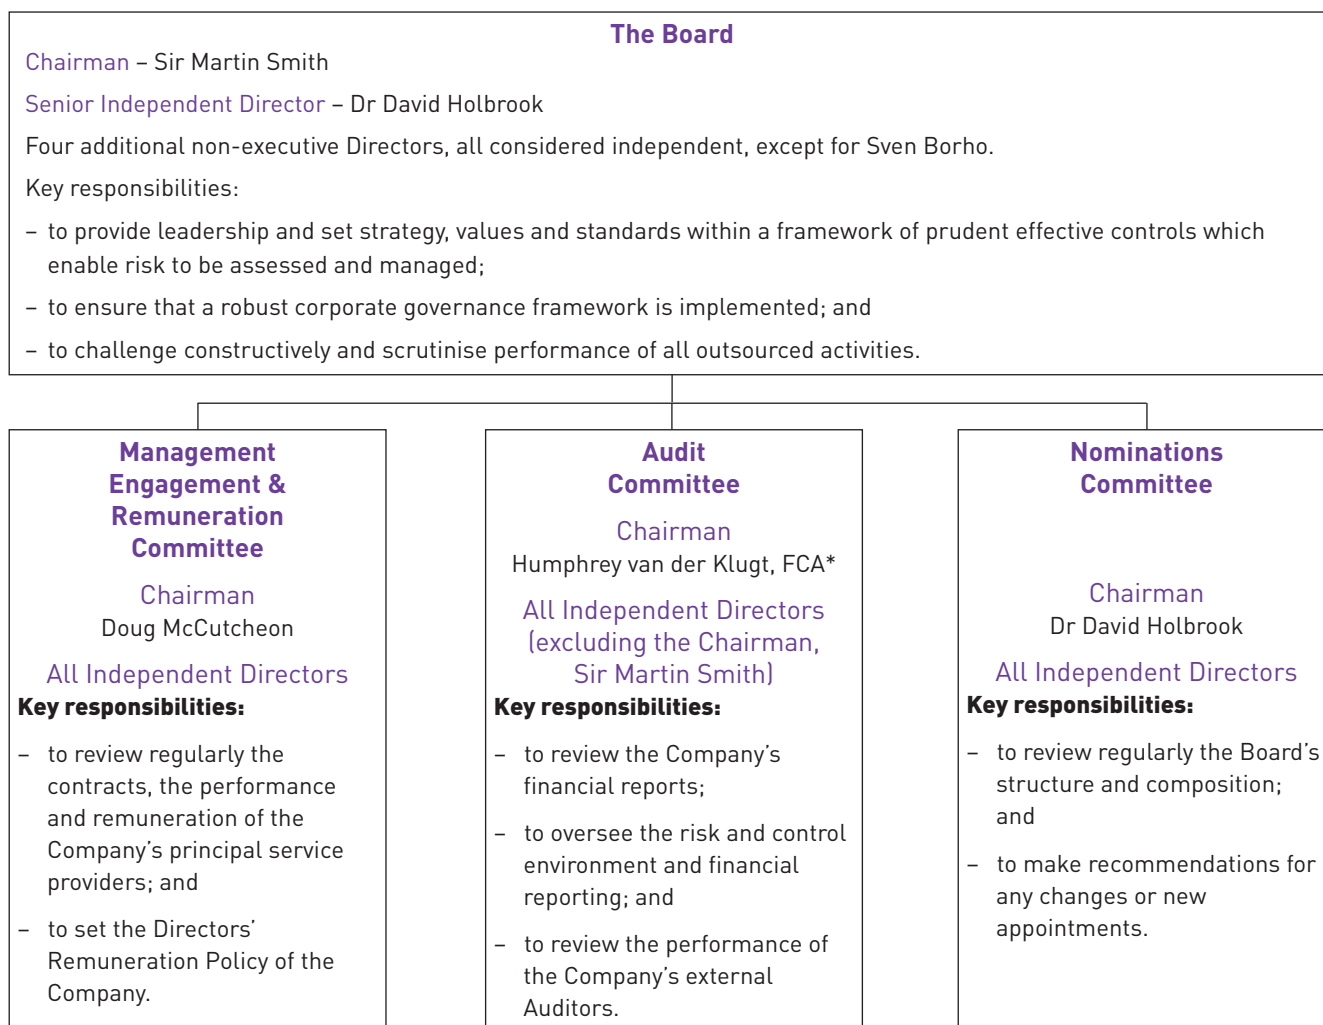 The Board
Chairman – Sir Martin Smith
Senior Independent Director – Dr David Holbrook
Four additional non-executive Directors, all considered independent, except for Sven Borho.
Key responsibilities:
– to provide leadership and set strategy, values and standards within a framework of prudent effective controls which
enable risk to be assessed and managed;
– to ensure that a robust corporate governance framework is implemented; and
– to challenge constructively and scrutinise performance of all outsourced activities.
Management
Engagement &
Remuneration
Committee
Chairman
Doug McCutcheon
All Independent Directors
Key responsibilities:
– to review regularly the
contracts, the performance
and remuneration of the
Company's principal service
providers; and
– to set the Directors'
Remuneration Policy of the
Company.
Audit
Committee
Chairman
Humphrey van der Klugt, FCA*
All Independent Directors
(excluding the Chairman,
Sir Martin Smith)
Key responsibilities:
– to review the Company's
financial reports;
– to oversee the risk and control
environment and financial
reporting; and
– to review the performance of
the Company's external
Auditors.
Nominations
Committee
Chairman
Dr David Holbrook
All Independent Directors
Key responsibilities:
– to review regularly the Board's
structure and composition;
and
– to make recommendations for
any changes or new
appointments.